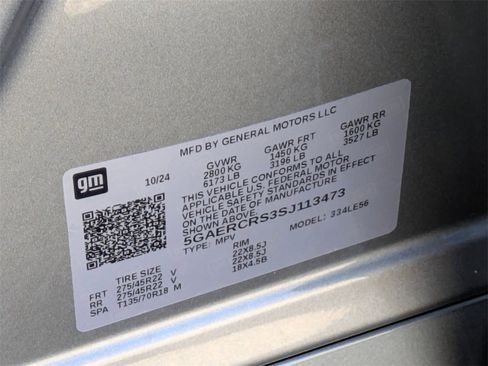 gm
MFD BY GENERAL MOTORS LLC
10/24 GVWR GAWR FRT GAWR RR
2800 KG 1450 KG 1600 KG
6173 LB 3196 LB 3527 LB
THIS VEHICLE CONFORMS TO ALL
APPLICABLE U.S. FEDERAL MOTOR
VEHICLE SAFETY STANDARDS IN EFFECT
ON THE DATE OF MANUFACTURE
SHOWN ABOVE.
5GAERCRS3SJ113473
TYPE: MPV MODEL: 334LE56
TIRE SIZE RIM
FRT 275/45R22 V 22X8.5J
RR 275/45R22 V 22X8.5J
SPA T135/70R18 M 18X4.5B